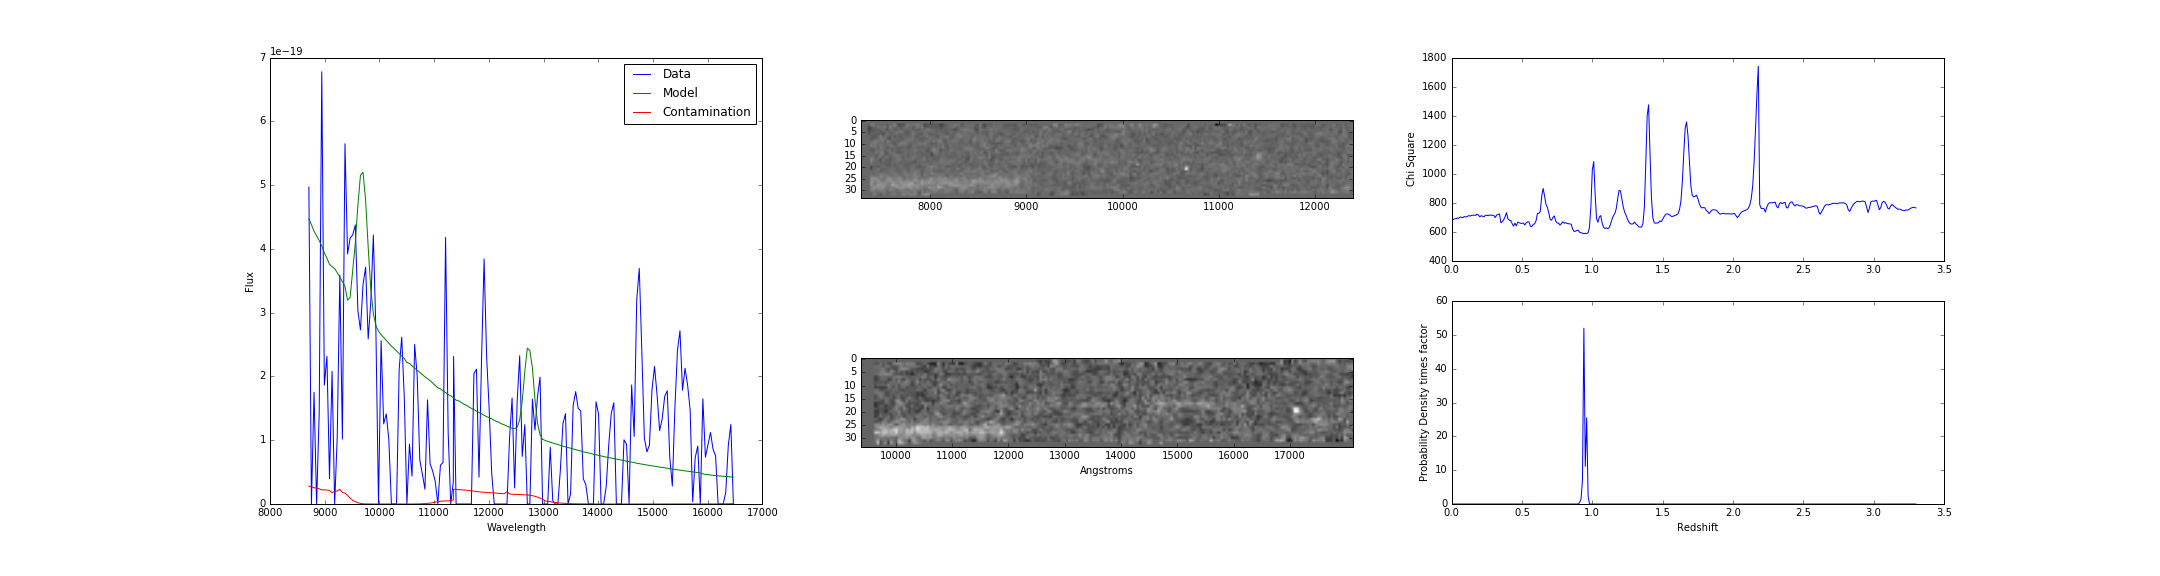 1e−19
7
6
5
4
3
2
1
0
Flux
8000 9000 10000 11000 12000 13000 14000 15000 16000 17000
Wavelength
Data
Model
Contamination
0
5
10
15
20
25
30
8000 9000 10000 11000 12000
0
5
10
15
20
25
30
10000 11000 12000 13000 14000 15000 16000 17000
Angstroms
1800
1600
1400
1200
1000
800
600
400
Chi Square
0.0 0.5 1.0 1.5 2.0 2.5 3.0 3.5
60
50
40
30
20
10
0
Probability Density times factor
0.0 0.5 1.0 1.5 2.0 2.5 3.0 3.5
Redshift